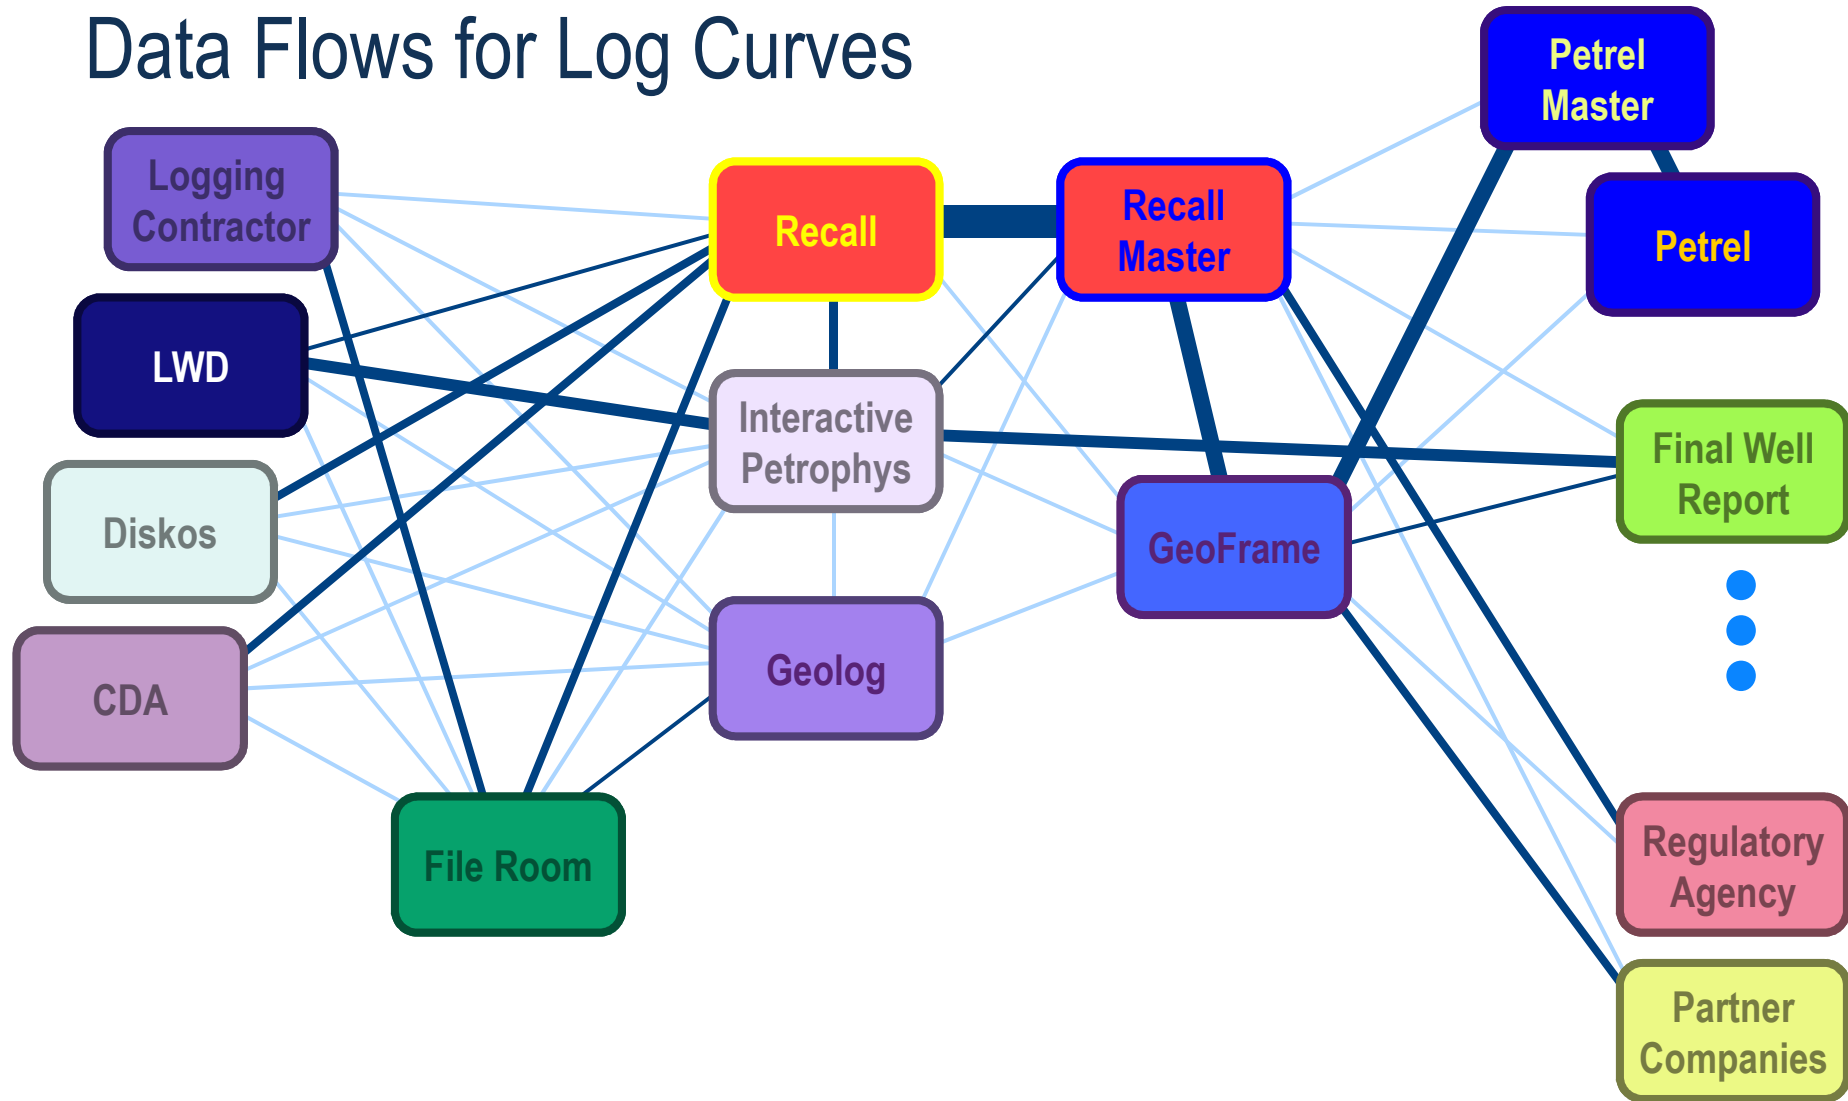 Data Flows for Log Curves
Petrel
Master
Logging
Contractor
Recall
Recall
Master
Petrel
LWD
Interactive
Petrophys
Final Well
Report
Diskos
GeoFrame
CDA
Geolog
File Room
Regulatory
Agency
Partner
Companies